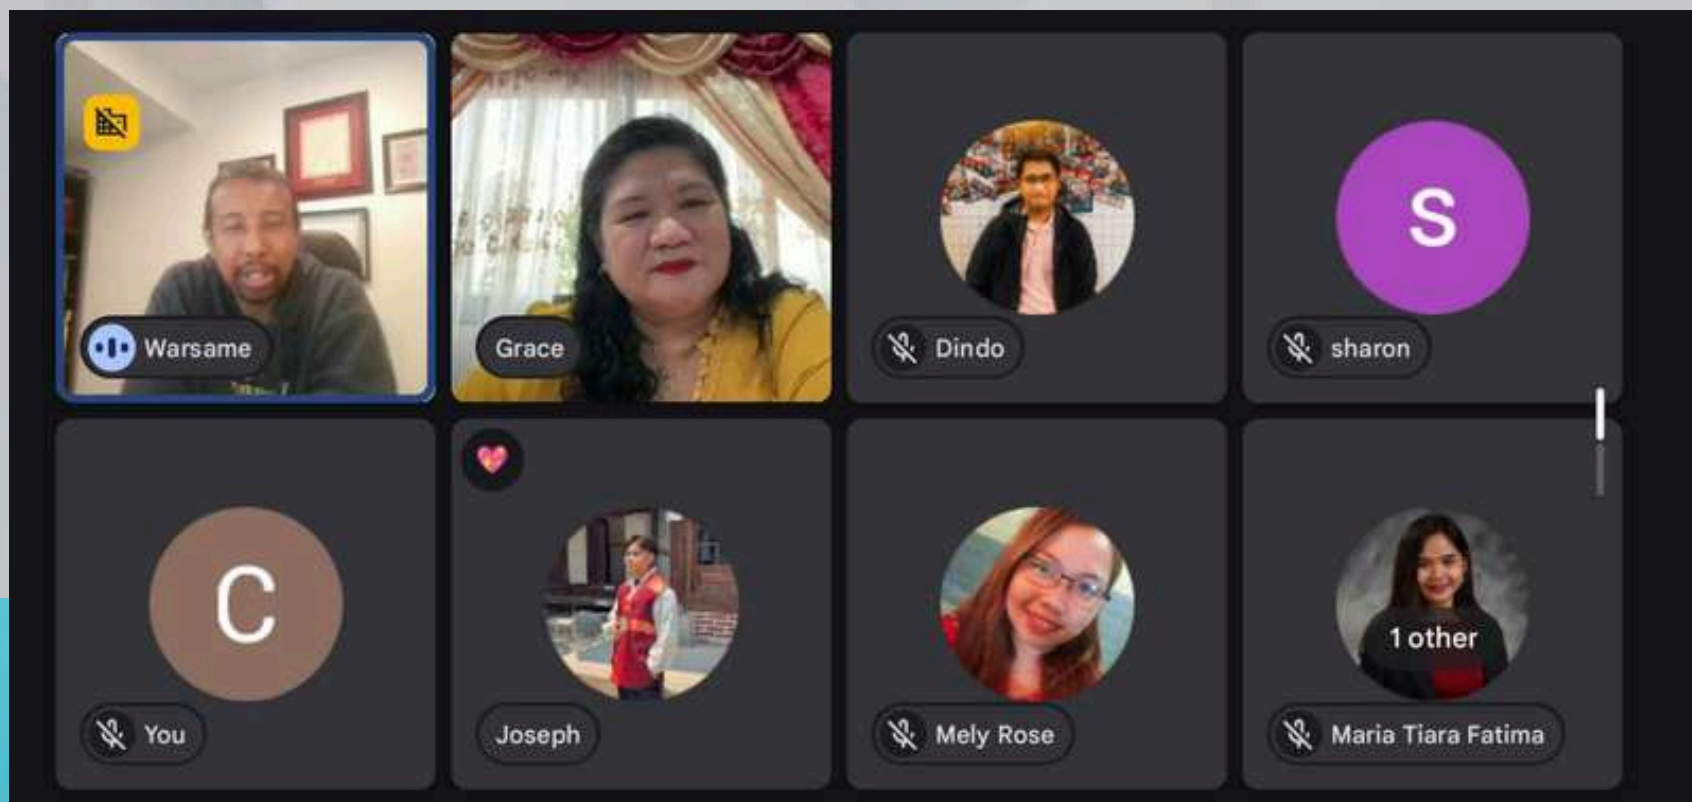 Warsame
Grace
Dindo
S
sharon
C
You
Joseph
Mely Rose
1 other
Maria Tiara Fatima